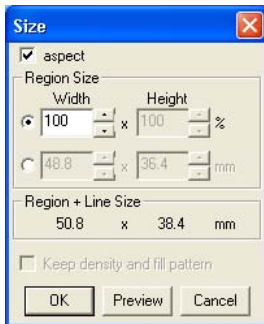 Size
aspect
Region Size
Width Height
100 x 100 %
48.8 x 36.4 mm
Region + Line Size
50.8 x 38.4 mm
Keep density and fill pattern
OK Preview Cancel